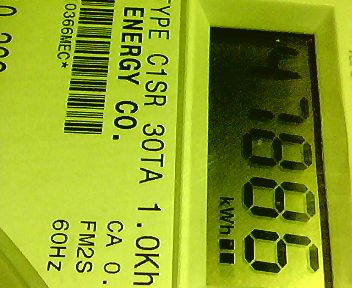 47886
kWh
TYPE C1SR 30TA 1.0Kh
ENERGY CO.
CA 0.
FM2S
0366MEC*
60Hz